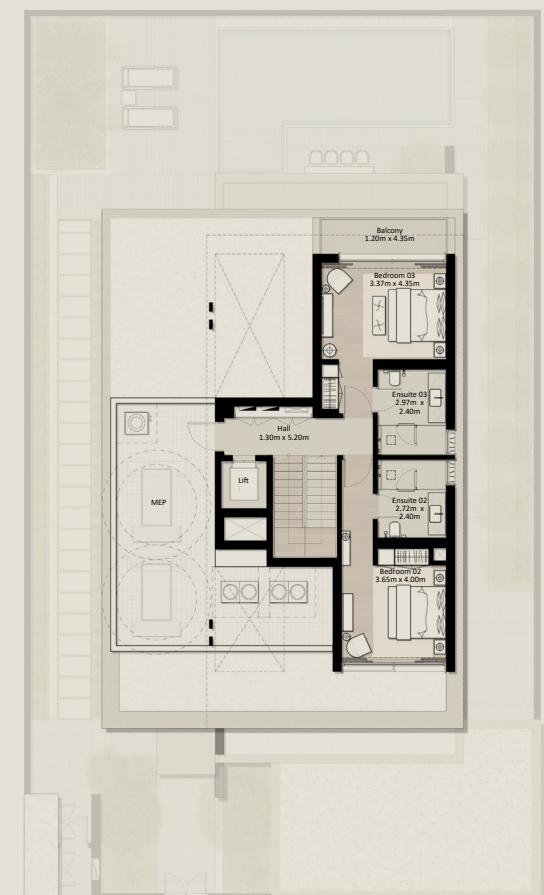 Balcony
1.20m x 4.35m
Bedroom 03
3.37m x 4.35m
Ensuite 03
2.97m x
2.40m
Hall
1.30m x 5.20m
Lift
MEP
Ensuite 02
2.72m x
2.40m
Bedroom 02
3.65m x 4.00m